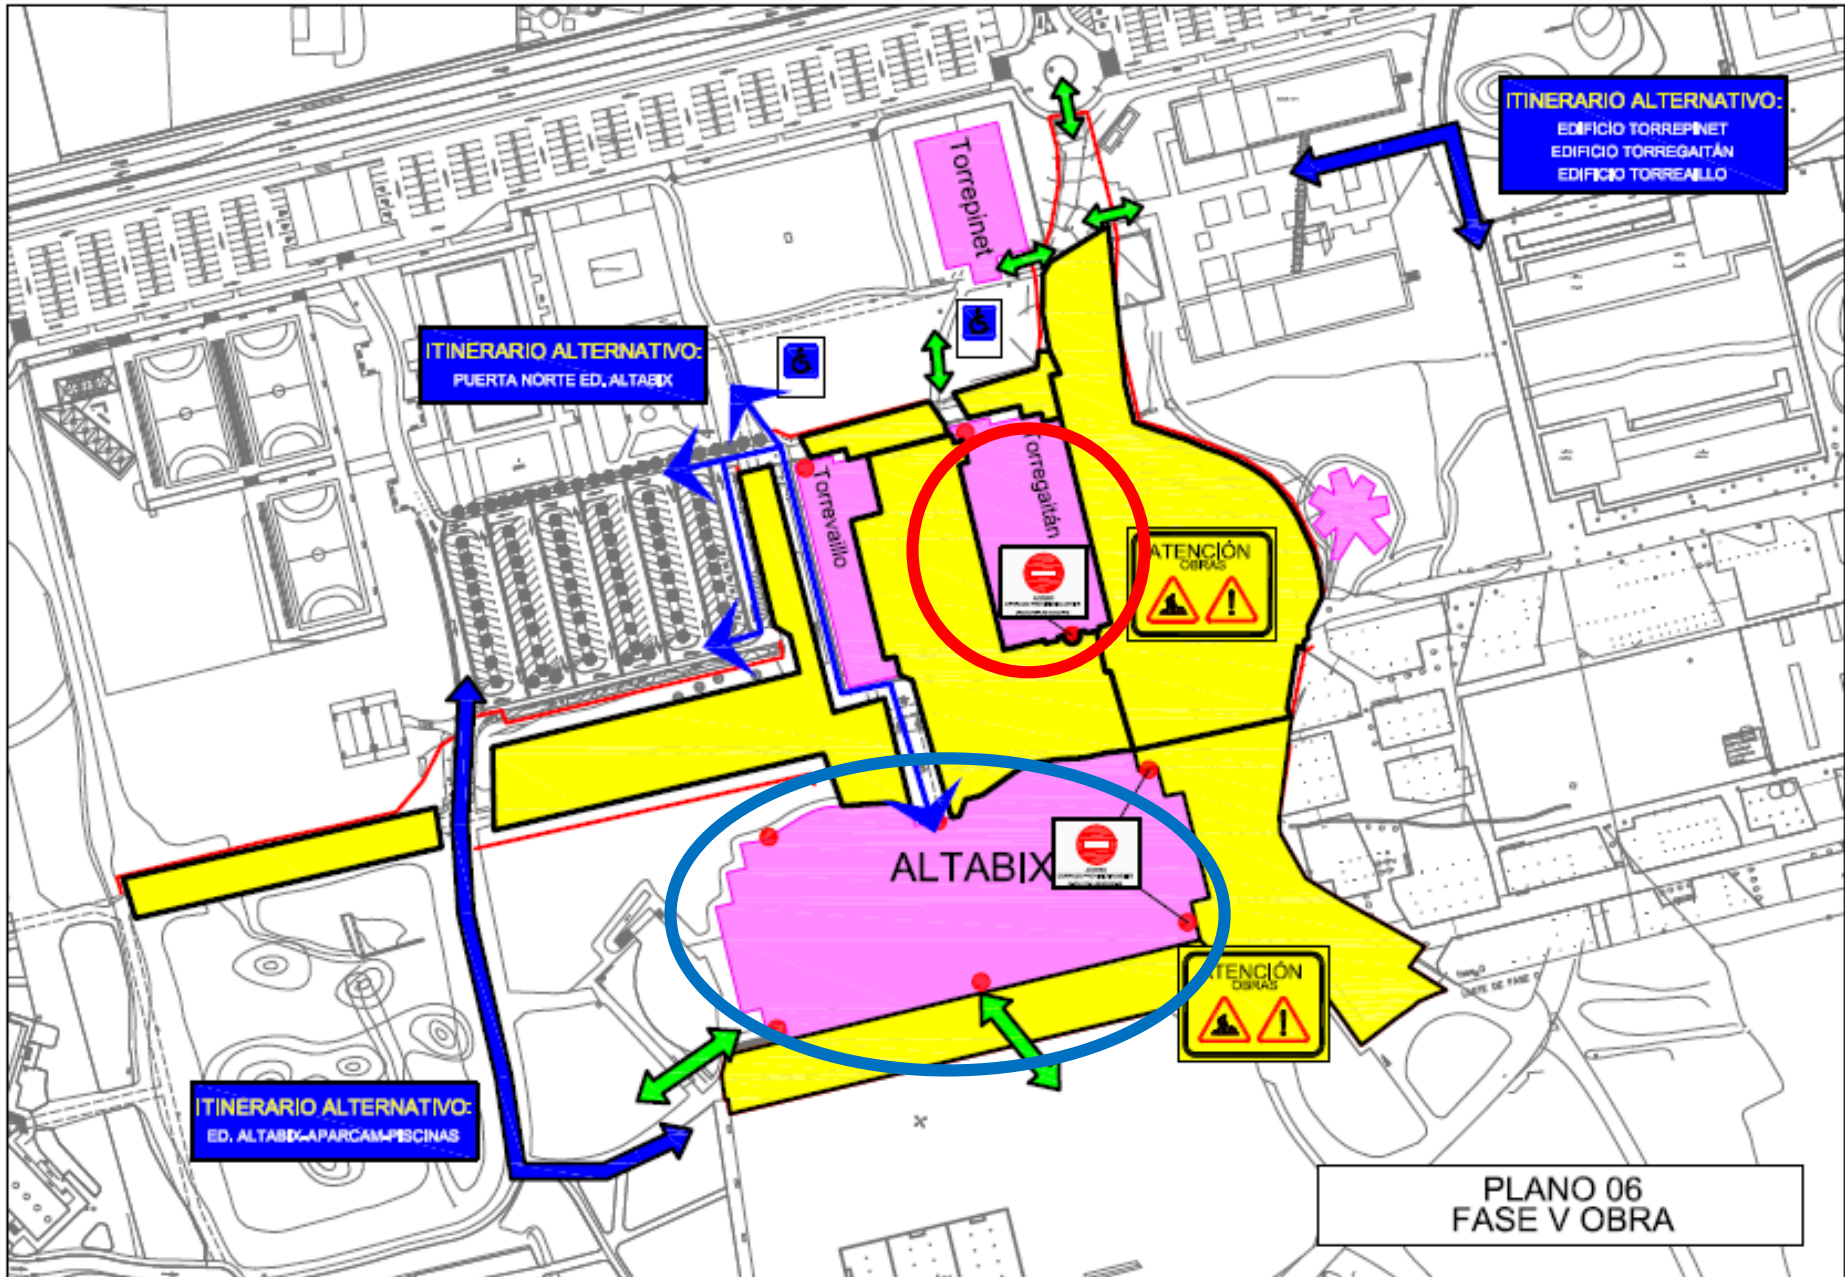 ITINERARIO ALTERNATIVO:
EDIFICIO TORREPINET
EDIFICIO TORREGAITÁN
EDIFICIO TORREAILLO
Torrepinet
ITINERARIO ALTERNATIVO:
PUERTA NORTE ED. ALTABIX
Torregaitán
Torrevaillo
ATENCIÓN
OBRAS
ALTABIX
ATENCIÓN
OBRAS
ITINERARIO ALTERNATIVO:
ED. ALTABIX-APARCAM-PISCINAS
PLANO 06
FASE V OBRA